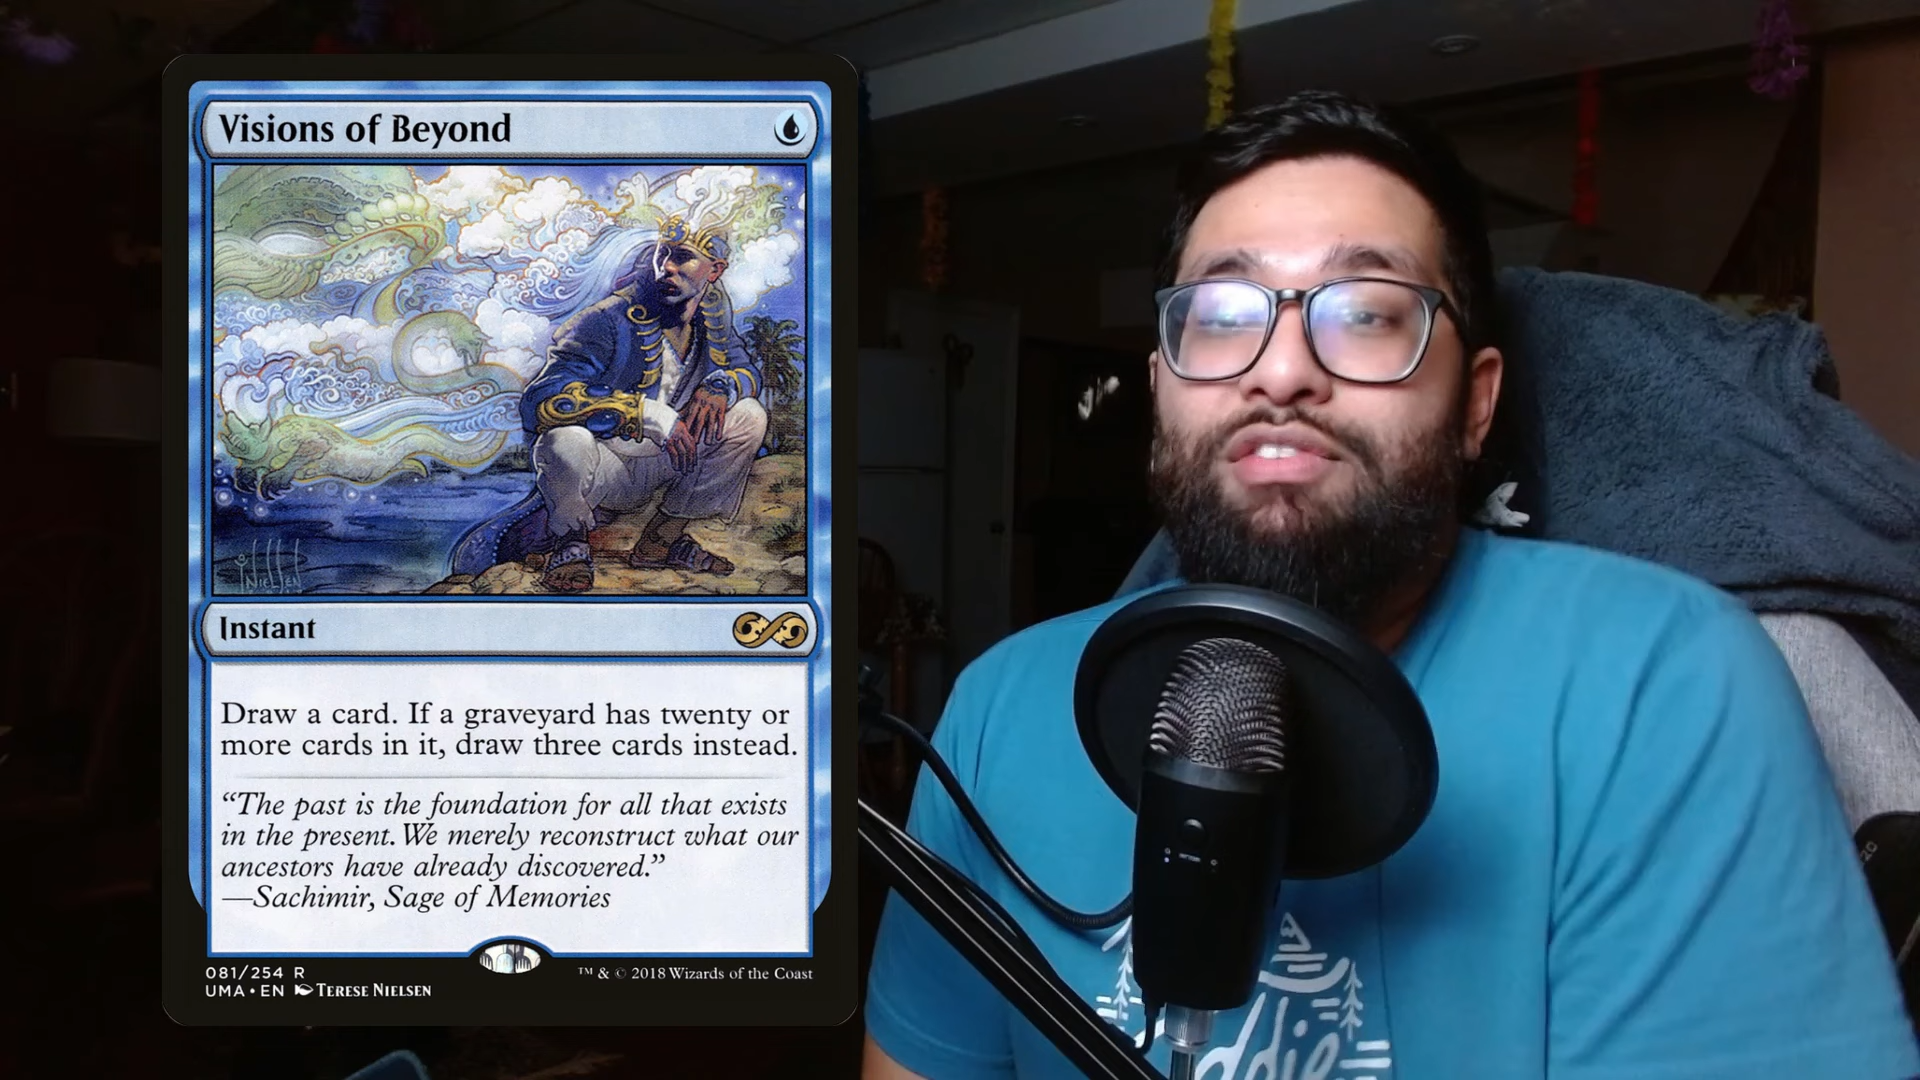 Visions of Beyond
NIELSEN
Instant
Draw a card. If a graveyard has twenty or
more cards in it, draw three cards instead.
“The past is the foundation for all that exists
in the present. We merely reconstruct what our
ancestors have already discovered.”
—Sachimir, Sage of Memories
081/254 R
UMA • EN TERESE NIELSEN
™ & © 2018 Wizards of the Coast